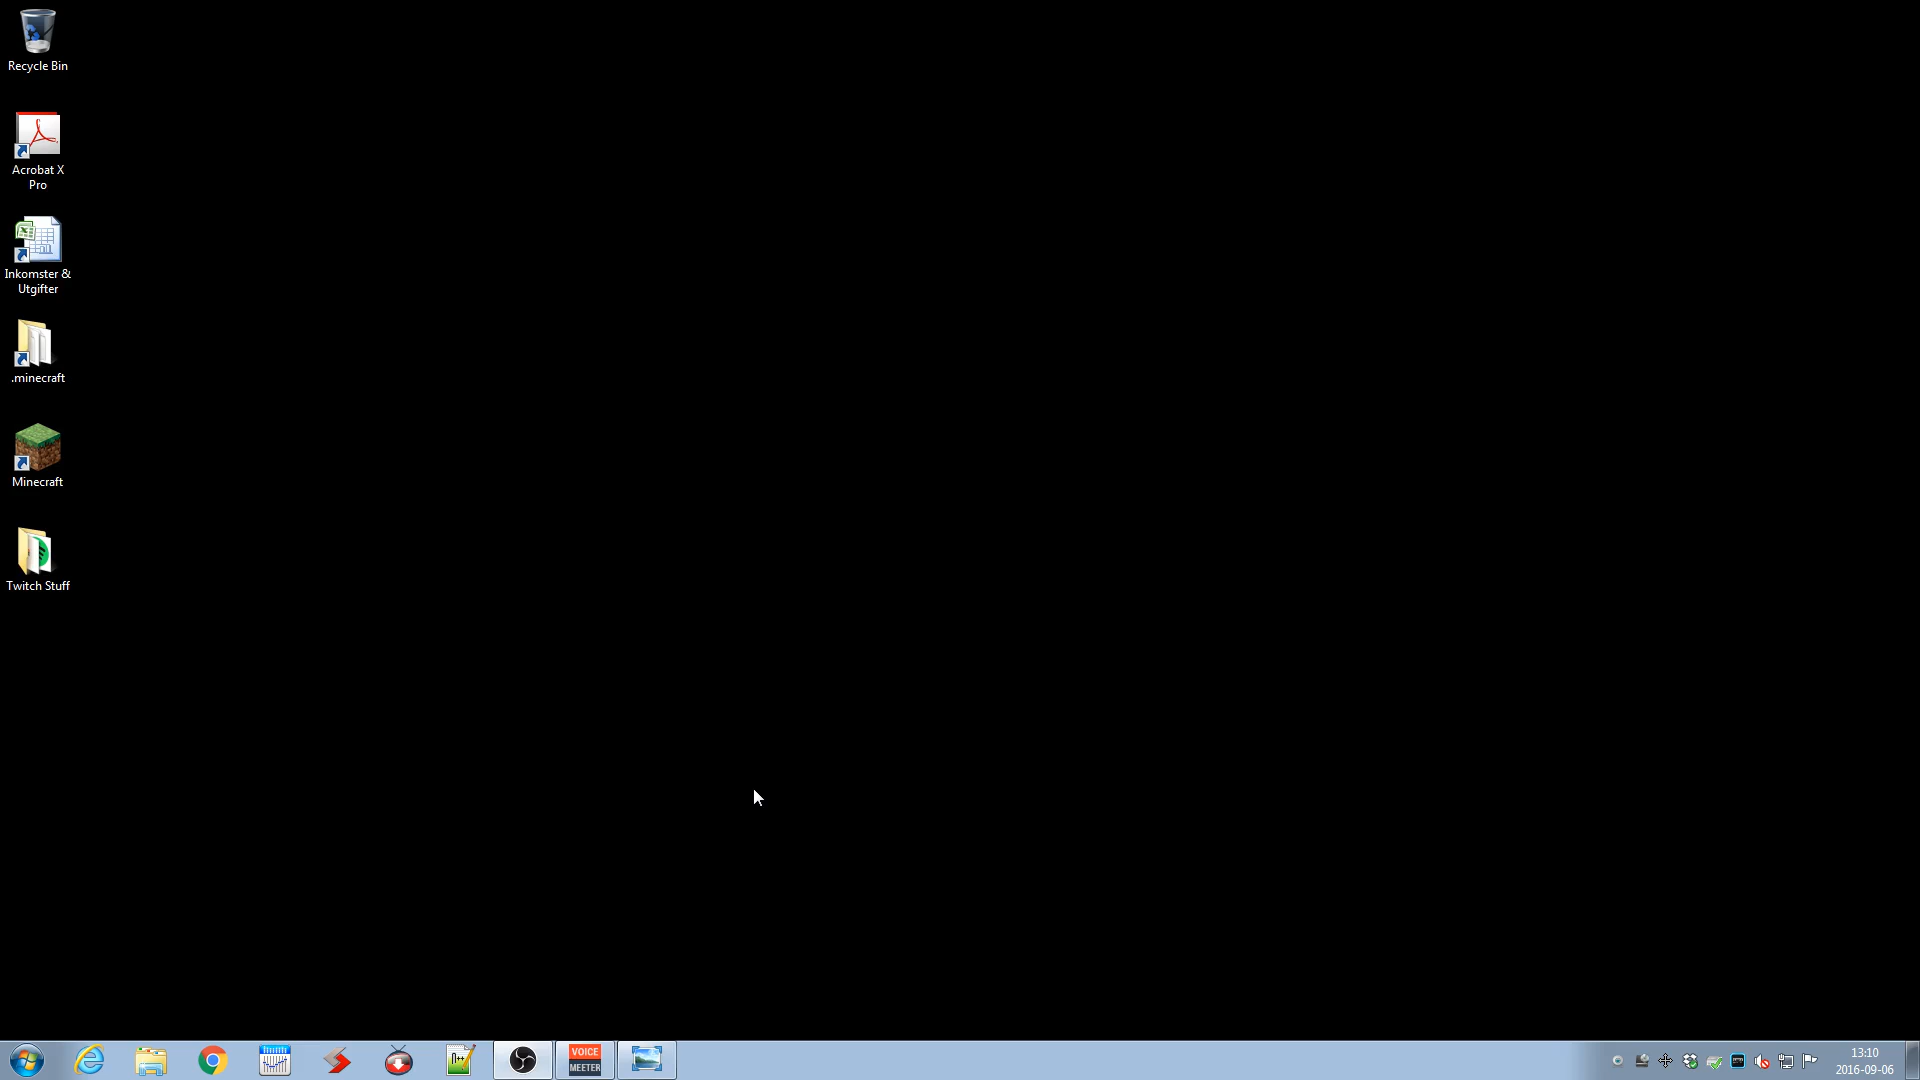 Recycle Bin
Acrobat X
Pro
Inkomster &
Utgifter
.minecraft
Minecraft
Twitch Stuff
VOICE
MEETER
13:10
2016-09-06